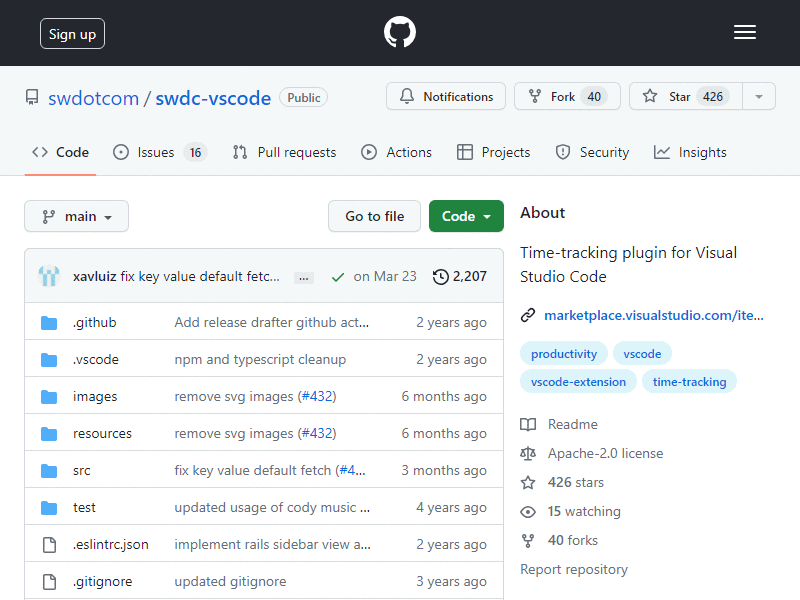 Sign up
swdotcom / swdc-vscode Public
Notifications
Fork 40
Star 426
Code
Issues 16
Pull requests
Actions
Projects
Security
Insights
main
Go to file
Code
xavluiz fix key value default fetc... ... on Mar 23 2,207
.github Add release drafter github act... 2 years ago
.vscode npm and typescript cleanup 2 years ago
images remove svg images (#432) 6 months ago
resources remove svg images (#432) 6 months ago
src fix key value default fetch (#4... 3 months ago
test updated usage of cody music ... 4 years ago
.eslintrc.json implement rails sidebar view a... 2 years ago
.gitignore updated gitignore 3 years ago
About
Time-tracking plugin for Visual
Studio Code
marketplace.visualstudio.com/ite...
productivity vscode
vscode-extension time-tracking
Readme
Apache-2.0 license
426 stars
15 watching
40 forks
Report repository